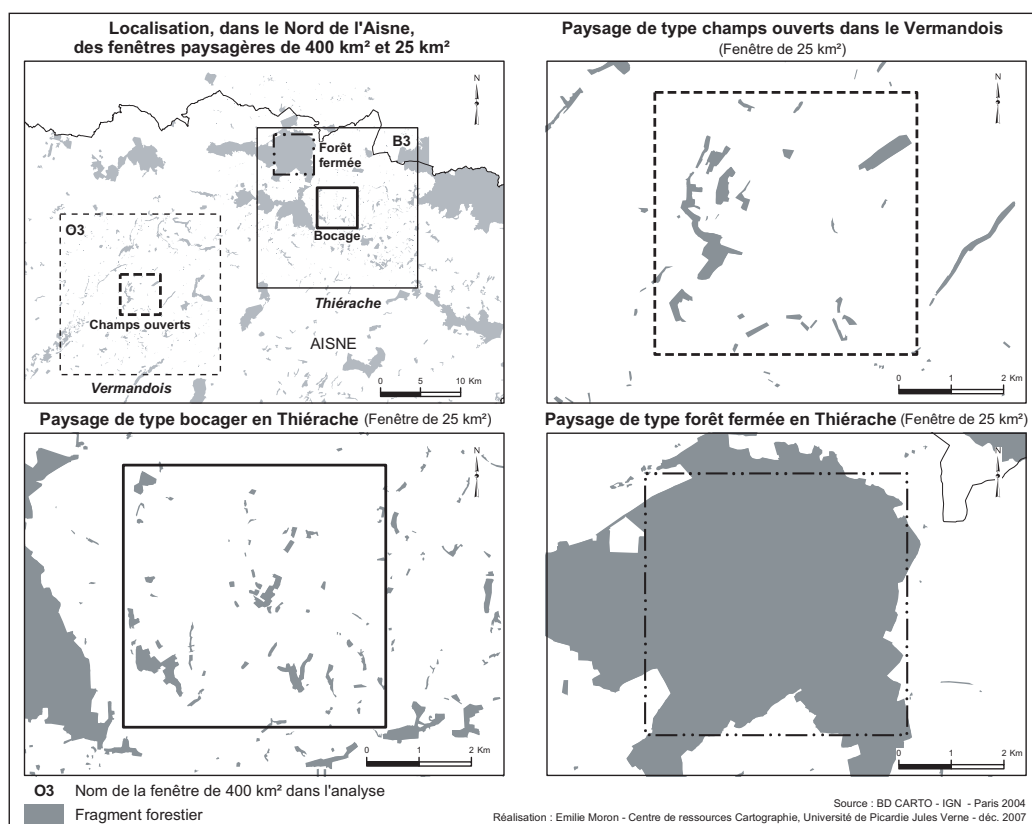 Localisation, dans le Nord de l'Aisne,
des fenêtres paysagères de 400 km² et 25 km²
N
B3
Forêt
fermée
O3
Bocage
Thiérache
Champs ouverts
AISNE
Vermandois
0 5 10 Km
Paysage de type champs ouverts dans le Vermandois
(Fenêtre de 25 km²)
N
0 1 2 Km
Paysage de type bocager en Thiérache (Fenêtre de 25 km²)
N
0 1 2 Km
Paysage de type forêt fermée en Thiérache (Fenêtre de 25 km²)
N
0 1 2 Km
O3 Nom de la fenêtre de 400 km² dans l'analyse
Fragment forestier
Source : BD CARTO - IGN - Paris 2004
Réalisation : Emilie Moron - Centre de ressources Cartographie, Université de Picardie Jules Verne - déc. 2007